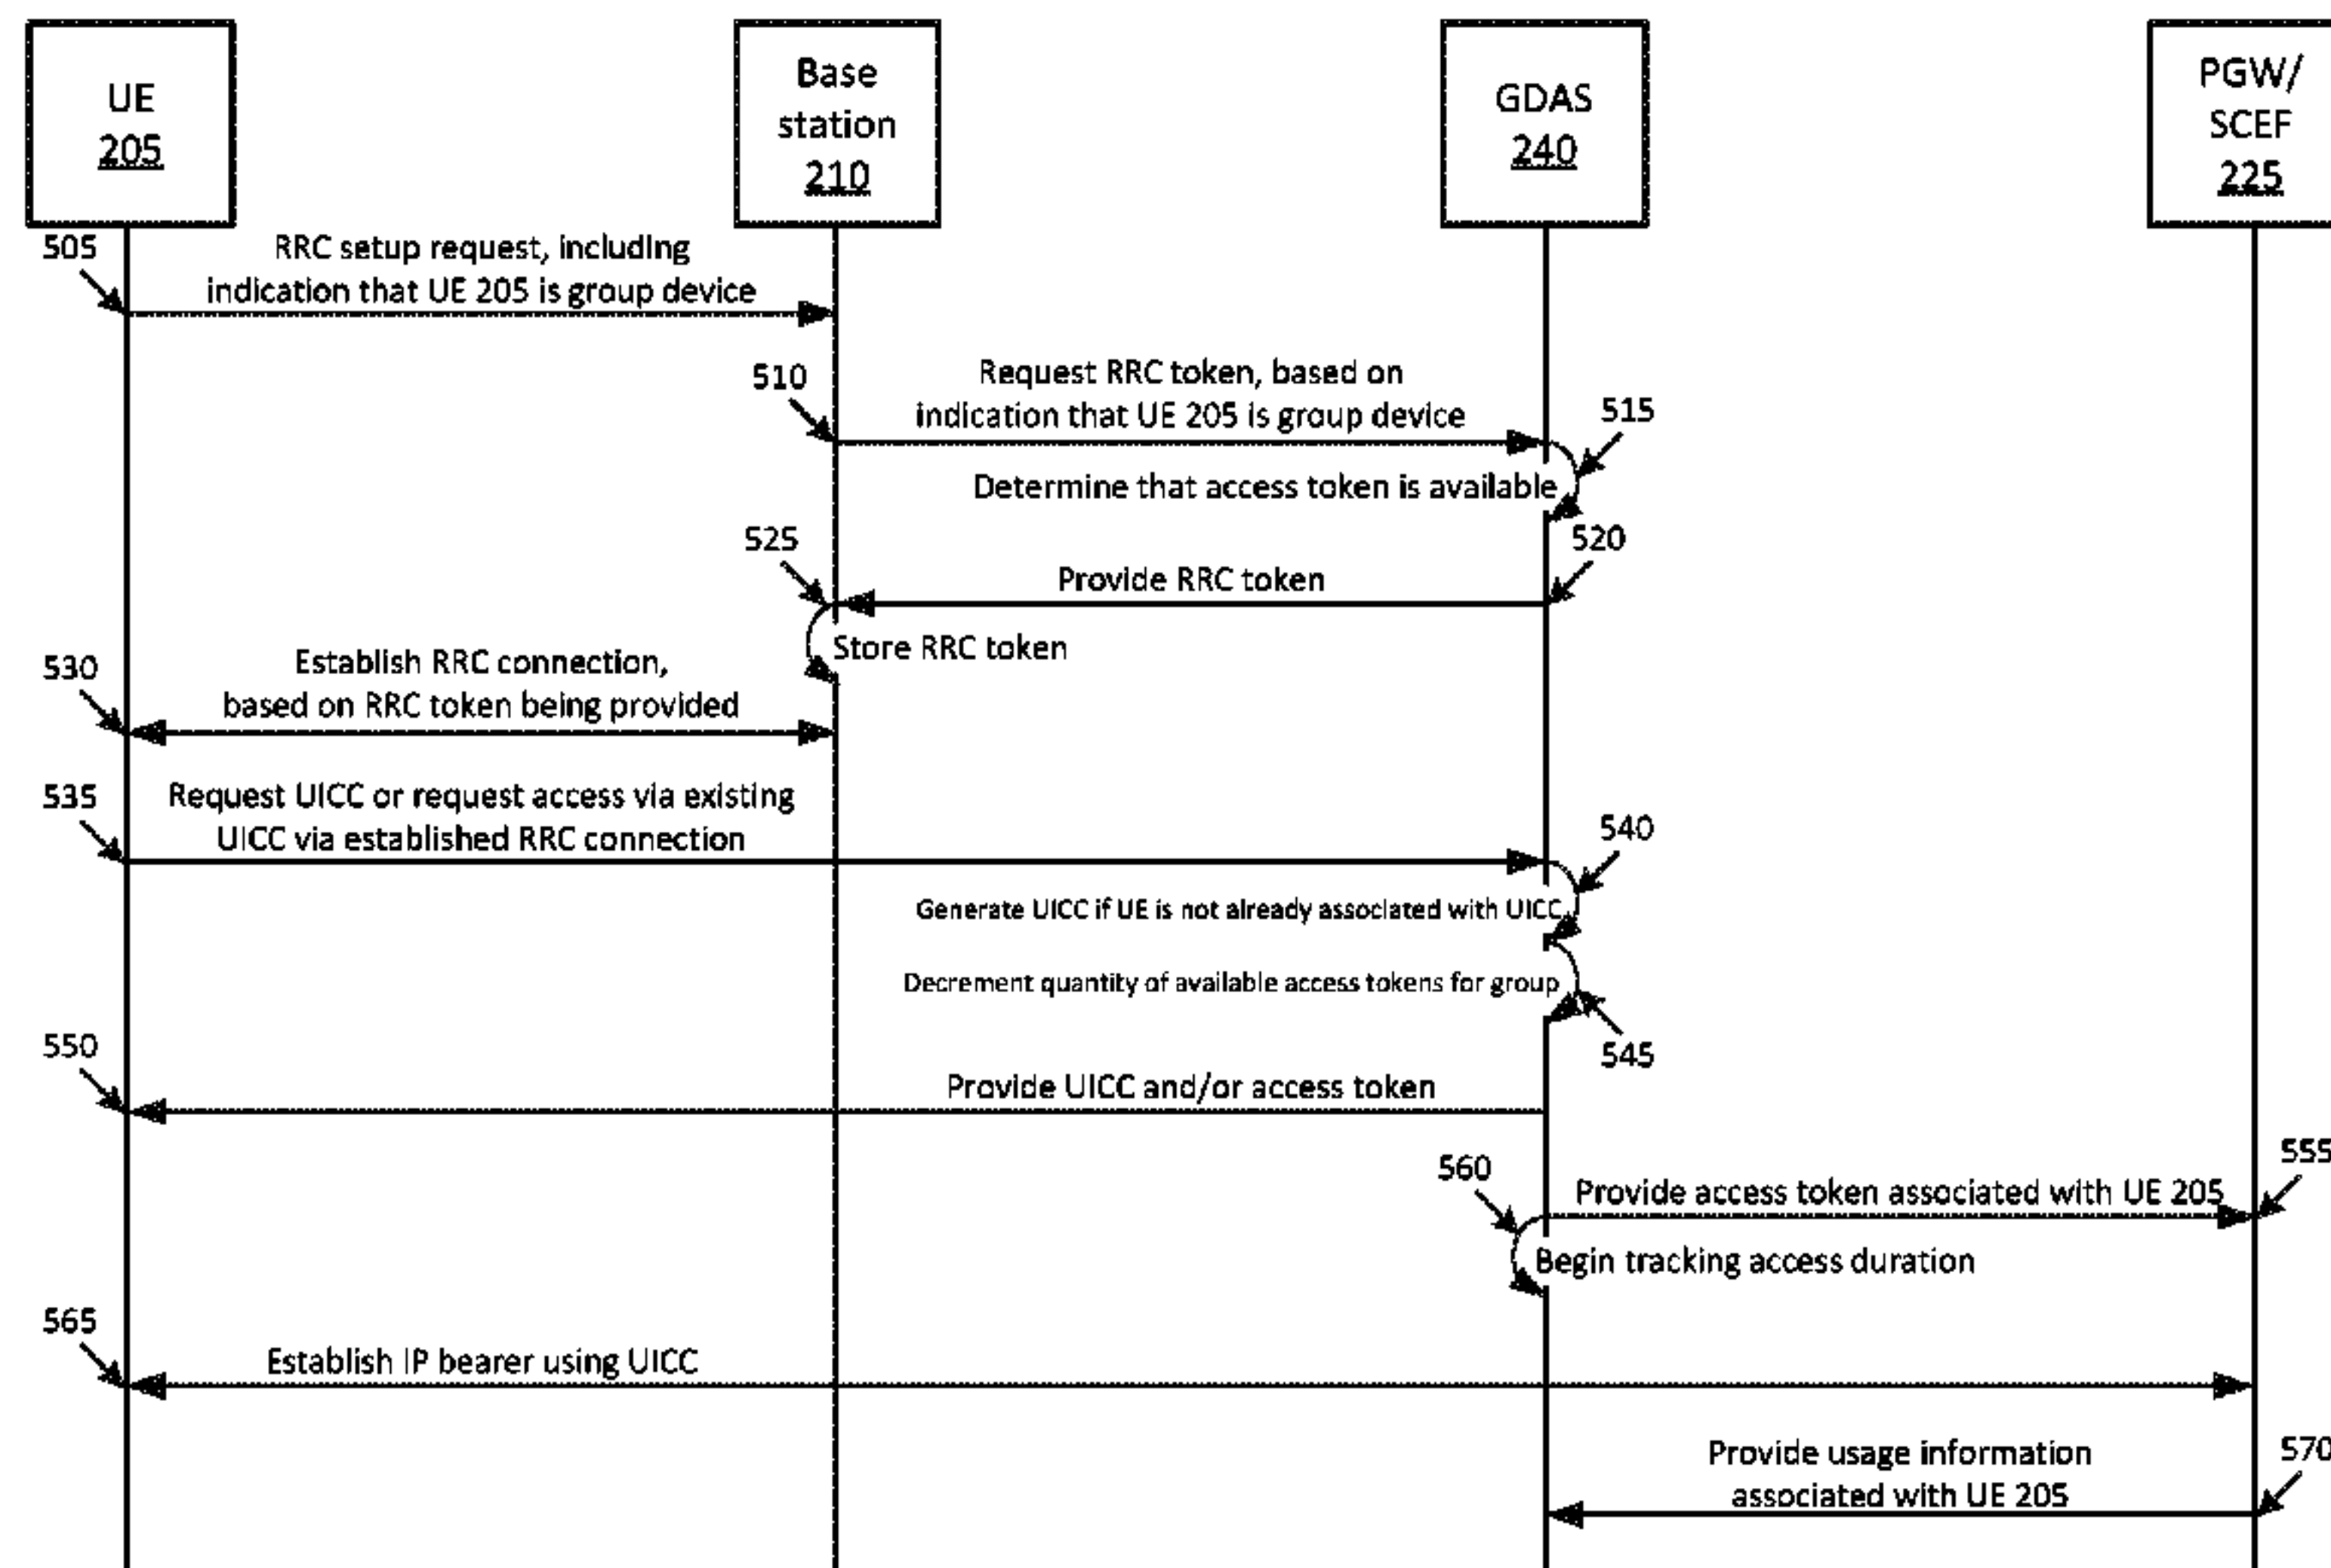 UE
205
Base
station
210
GDAS
240
PGW/
SCEF
225
505
RRC setup request, including
indication that UE 205 is group device
510
Request RRC token, based on
indication that UE 205 is group device
515
Determine that access token is available
525
520
Provide RRC token
Store RRC token
530
Establish RRC connection,
based on RRC token being provided
535
Request UICC or request access via existing
UICC via established RRC connection
540
Generate UICC if UE is not already associated with UICC
Decrement quantity of available access tokens for group
545
550
Provide UICC and/or access token
555
560
Provide access token associated with UE 205
Begin tracking access duration
565
Establish IP bearer using UICC
570
Provide usage information
associated with UE 205